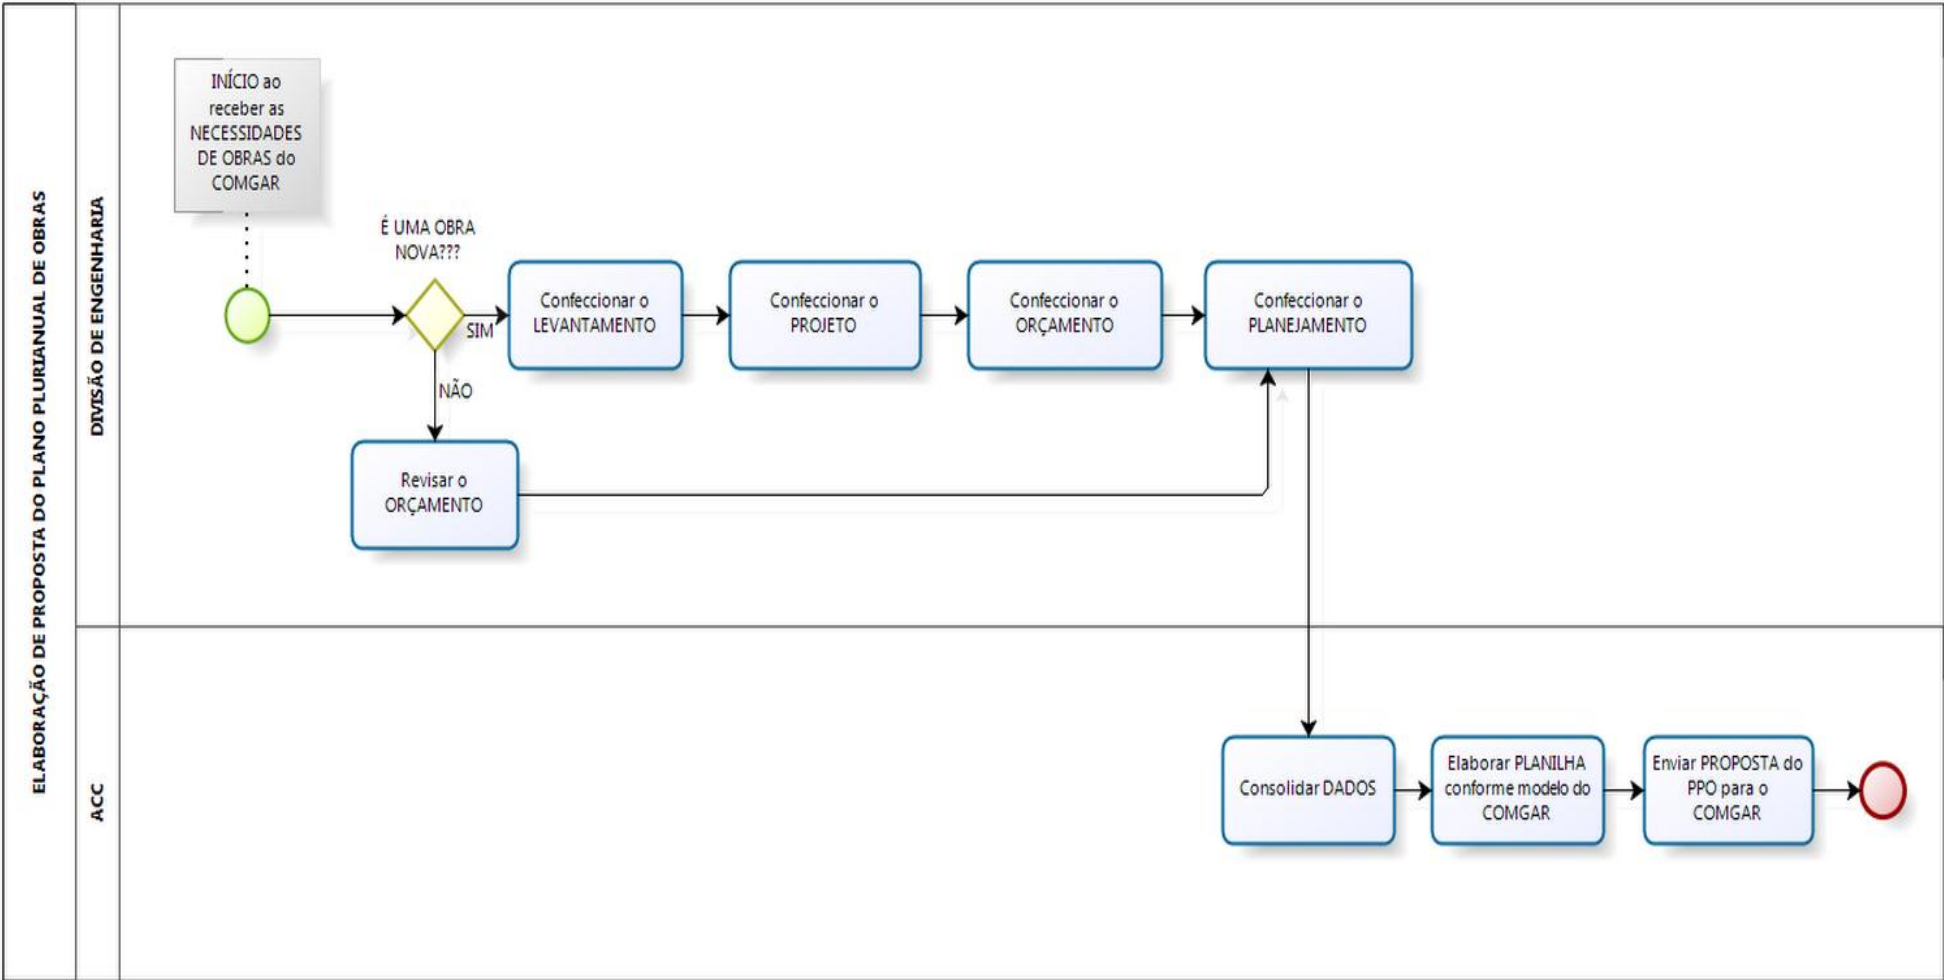 ELABORAÇÃO DE PROPOSTA DO PLANO PLURIANUAL DE OBRAS
DIVISÃO DE ENGENHARIA
INÍCIO ao
receber as
NECESSIDADES
DE OBRAS do
COMGAR
É UMA OBRA
NOVA???
SIM
NÃO
Confeccionar o
LEVANTAMENTO
Confeccionar o
PROJETO
Confeccionar o
ORÇAMENTO
Confeccionar o
PLANEJAMENTO
Revisar o
ORÇAMENTO
ACC
Consolidar DADOS
Elaborar PLANILHA
conforme modelo do
COMGAR
Enviar PROPOSTA do
PPO para o
COMGAR